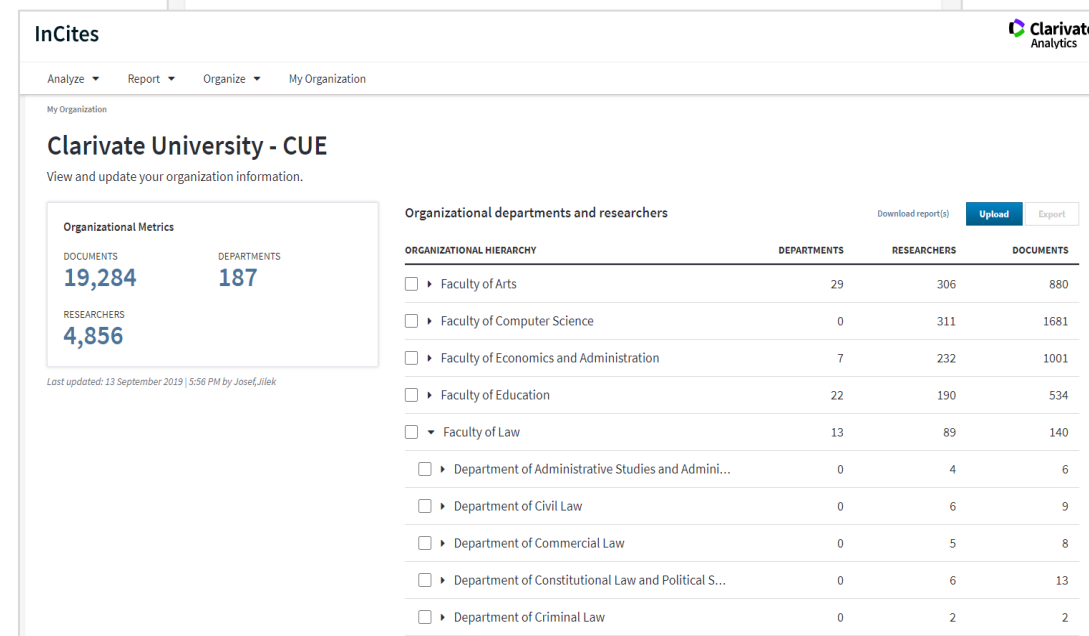 InCites
Clarivate
Analytics
Analyze Report Organize My Organization
My Organization
Clarivate University - CUE
View and update your organization information.
Organizational Metrics
DOCUMENTS DEPARTMENTS
19,284 187
RESEARCHERS
4,856
Last updated: 13 September 2019 | 5:56 PM by Josef,Jilek
Organizational departments and researchers Download report(s) Upload Export
ORGANIZATIONAL HIERARCHY DEPARTMENTS RESEARCHERS DOCUMENTS
Faculty of Arts 29 306 880
Faculty of Computer Science 0 311 1681
Faculty of Economics and Administration 7 232 1001
Faculty of Education 22 190 534
Faculty of Law 13 89 140
Department of Administrative Studies and Admini... 0 4 6
Department of Civil Law 0 6 9
Department of Commercial Law 0 5 8
Department of Constitutional Law and Political S... 0 6 13
Department of Criminal Law 0 2 2